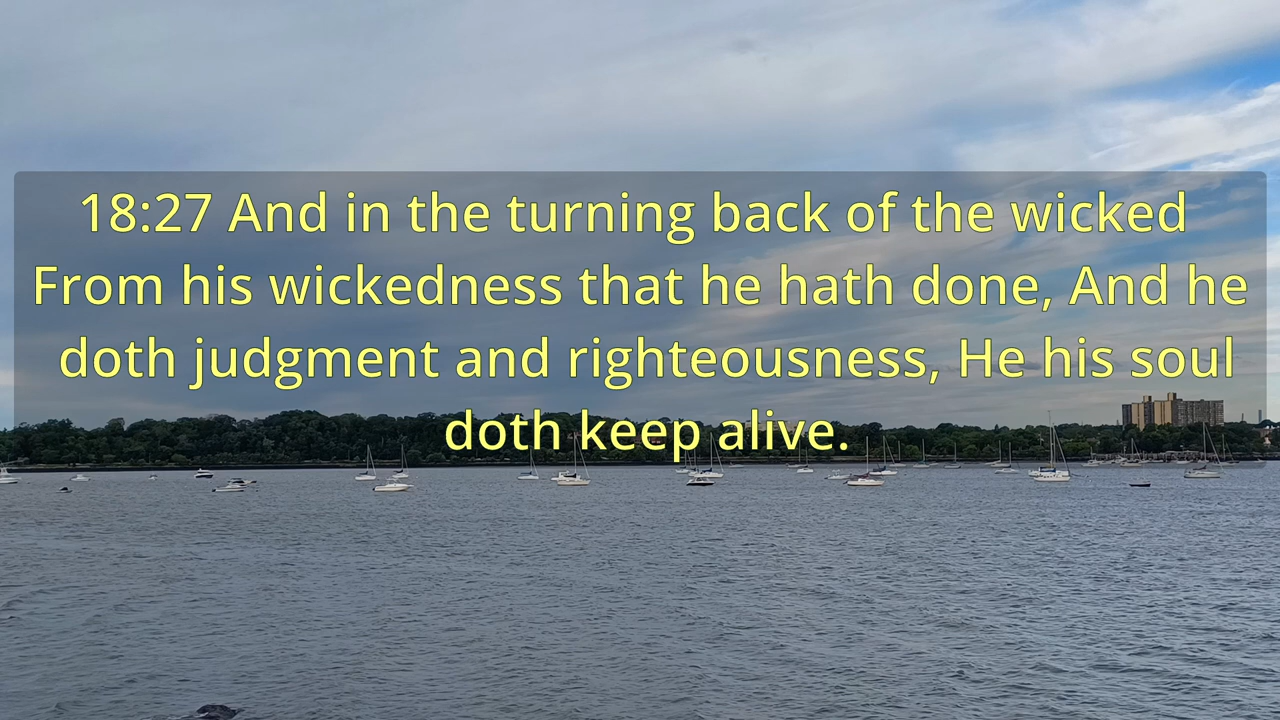 18:27 And in the turning back of the wicked
From his wickedness that he hath done, And he
doth judgment and righteousness, He his soul
doth keep alive.